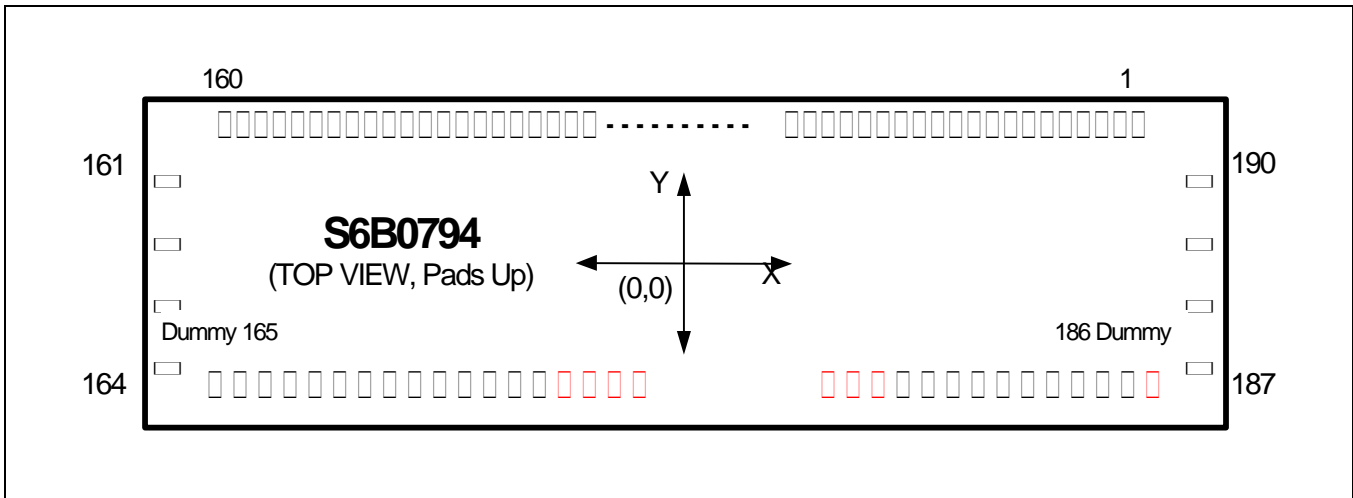 160
1
161
190
Y
S6B0794
(TOP VIEW, Pads Up)
X
(0,0)
Dummy 165
186 Dummy
164
187